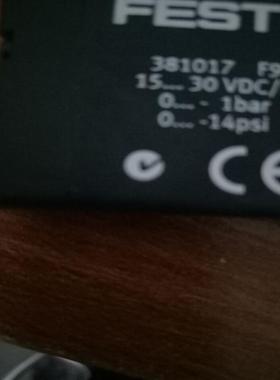 FEST
381017 F9
15... 30 VDC/
0... - 1bar
0... -14psi
CE